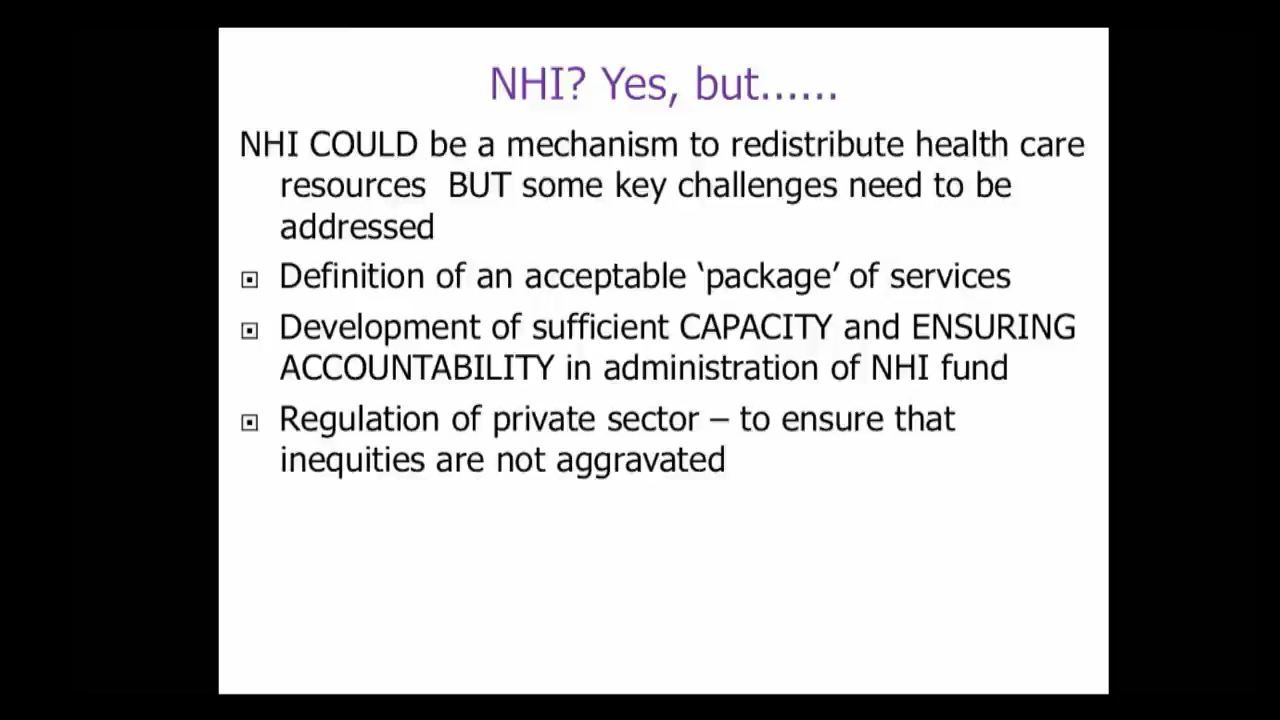 NHI? Yes, but......
NHI COULD be a mechanism to redistribute health care
resources  BUT some key challenges need to be
addressed
Definition of an acceptable ‘package’ of services
Development of sufficient CAPACITY and ENSURING
ACCOUNTABILITY in administration of NHI fund
Regulation of private sector – to ensure that
inequities are not aggravated